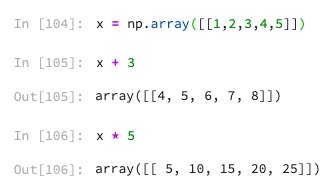 In [104]: x = np.array([[1,2,3,4,5]])
In [105]: x + 3
Out[105]: array([[4, 5, 6, 7, 8]])
In [106]: x * 5
Out[106]: array([[ 5, 10, 15, 20, 25]])